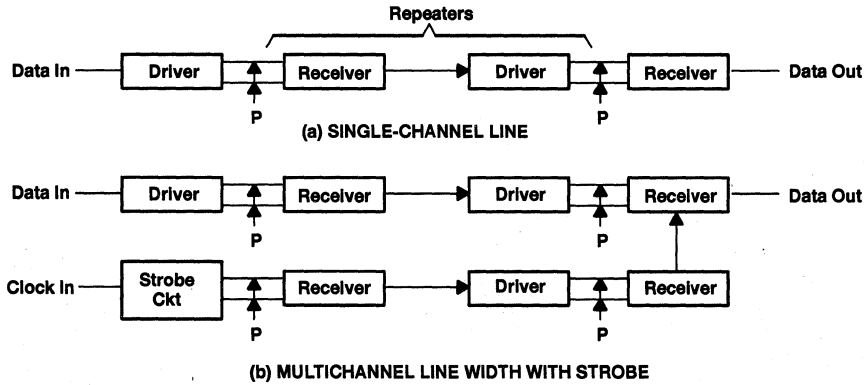 Repeaters
Data In Driver Receiver Driver Receiver Data Out
P P
(a) SINGLE-CHANNEL LINE
Data In Driver Receiver Driver Receiver Data Out
P P
Clock In Strobe Ckt Receiver Driver Receiver
P P
(b) MULTICHANNEL LINE WIDTH WITH STROBE